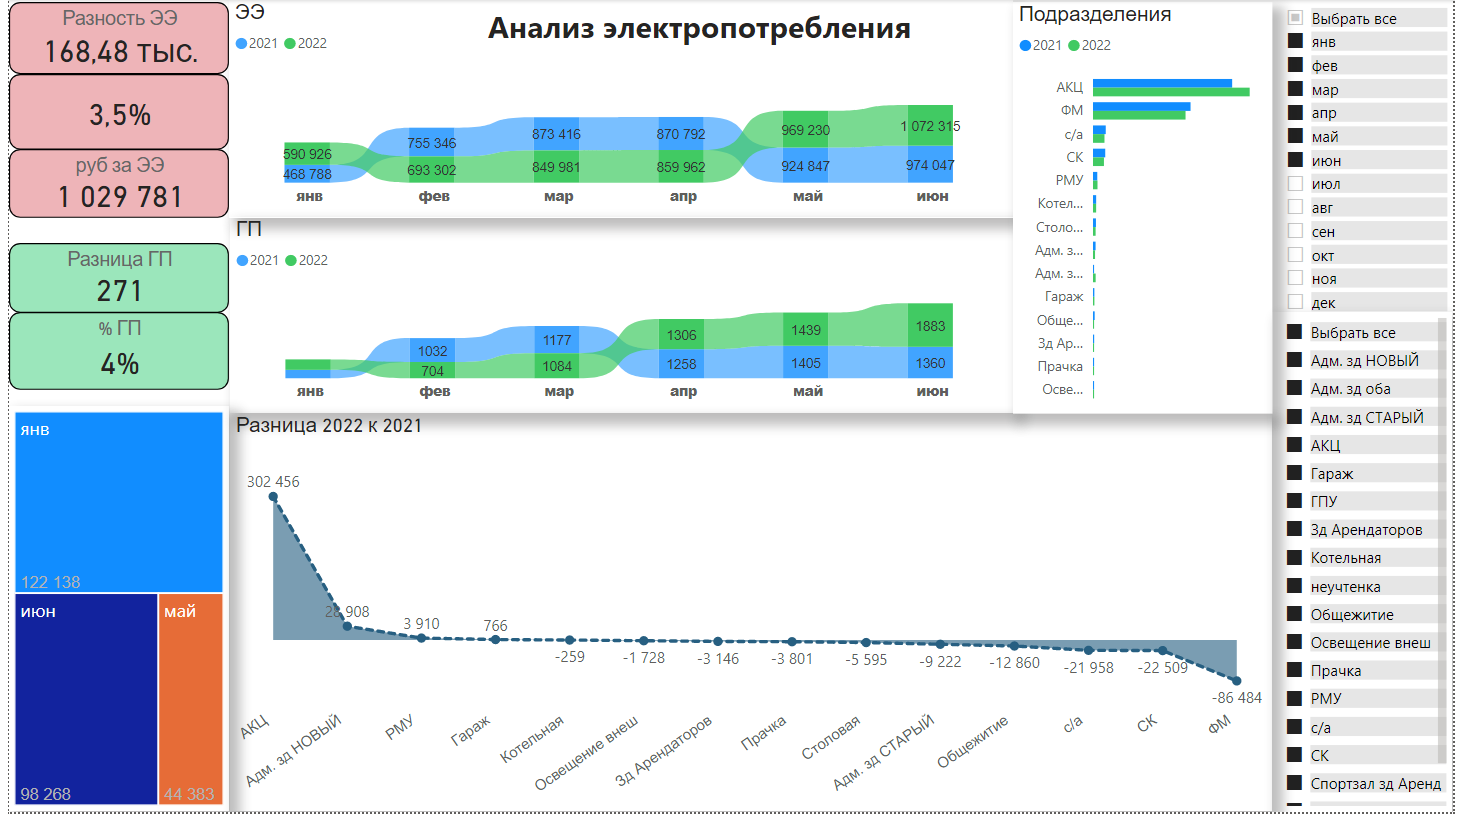 Разность ЭЭ
168,48 тыс.
3,5%
руб за ЭЭ
1 029 781
Разница ГП
271
% ГП
4%
янв
122 138
июн
98 268
май
44 383
Анализ электропотребления
ЭЭ
2021 2022
590 926 755 346 873 416 870 792 969 230 1 072 315
468 788 693 302 849 981 859 962 924 847 974 047
янв фев мар апр май июн
ГП
2021 2022
1032 1177 1306 1439 1883
704 1084 1258 1405 1360
янв фев мар апр май июн
Подразделения
2021 2022
АКЦ
ФМ
с/а
СК
РМУ
Котел...
Столо...
Адм. з...
Адм. з...
Гараж
Обще...
Зд Ар...
Прачка
Осве...
Разница 2022 к 2021
302 456
28 908
3 910
766
-259
-1 728
-3 146
-3 801
-5 595
-9 222
-12 860
-21 958
-22 509
-86 484
АКЦ
Адм. зд НОВЫЙ
РМУ
Гараж
Котельная
Освещение внеш
Зд Арендаторов
Прачка
Столовая
Адм. зд СТАРЫЙ
Общежитие
с/а
СК
ФМ
Выбрать все
янв
фев
мар
апр
май
июн
июл
авг
сен
окт
ноя
дек
Выбрать все
Адм. зд НОВЫЙ
Адм. зд оба
Адм. зд СТАРЫЙ
АКЦ
Гараж
ГПУ
Зд Арендаторов
Котельная
неучтенка
Общежитие
Освещение внеш
Прачка
РМУ
с/а
СК
Спортзал зд Аренд